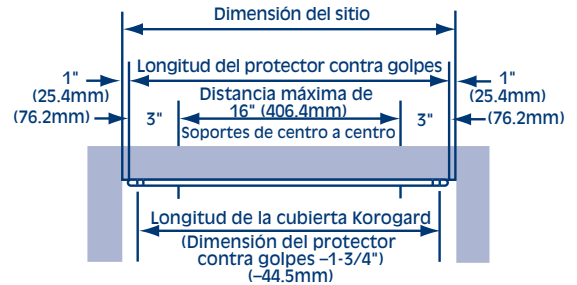 Dimensión del sitio
Longitud del protector contra golpes
1"
(25.4mm)
1"
(25.4mm)
Distancia máxima de
16" (406.4mm)
(76.2mm)
3"
3"
(76.2mm)
Soportes de centro a centro
Longitud de la cubierta Korogard
(Dimensión del protector
contra golpes –1-3/4")
(–44.5mm)